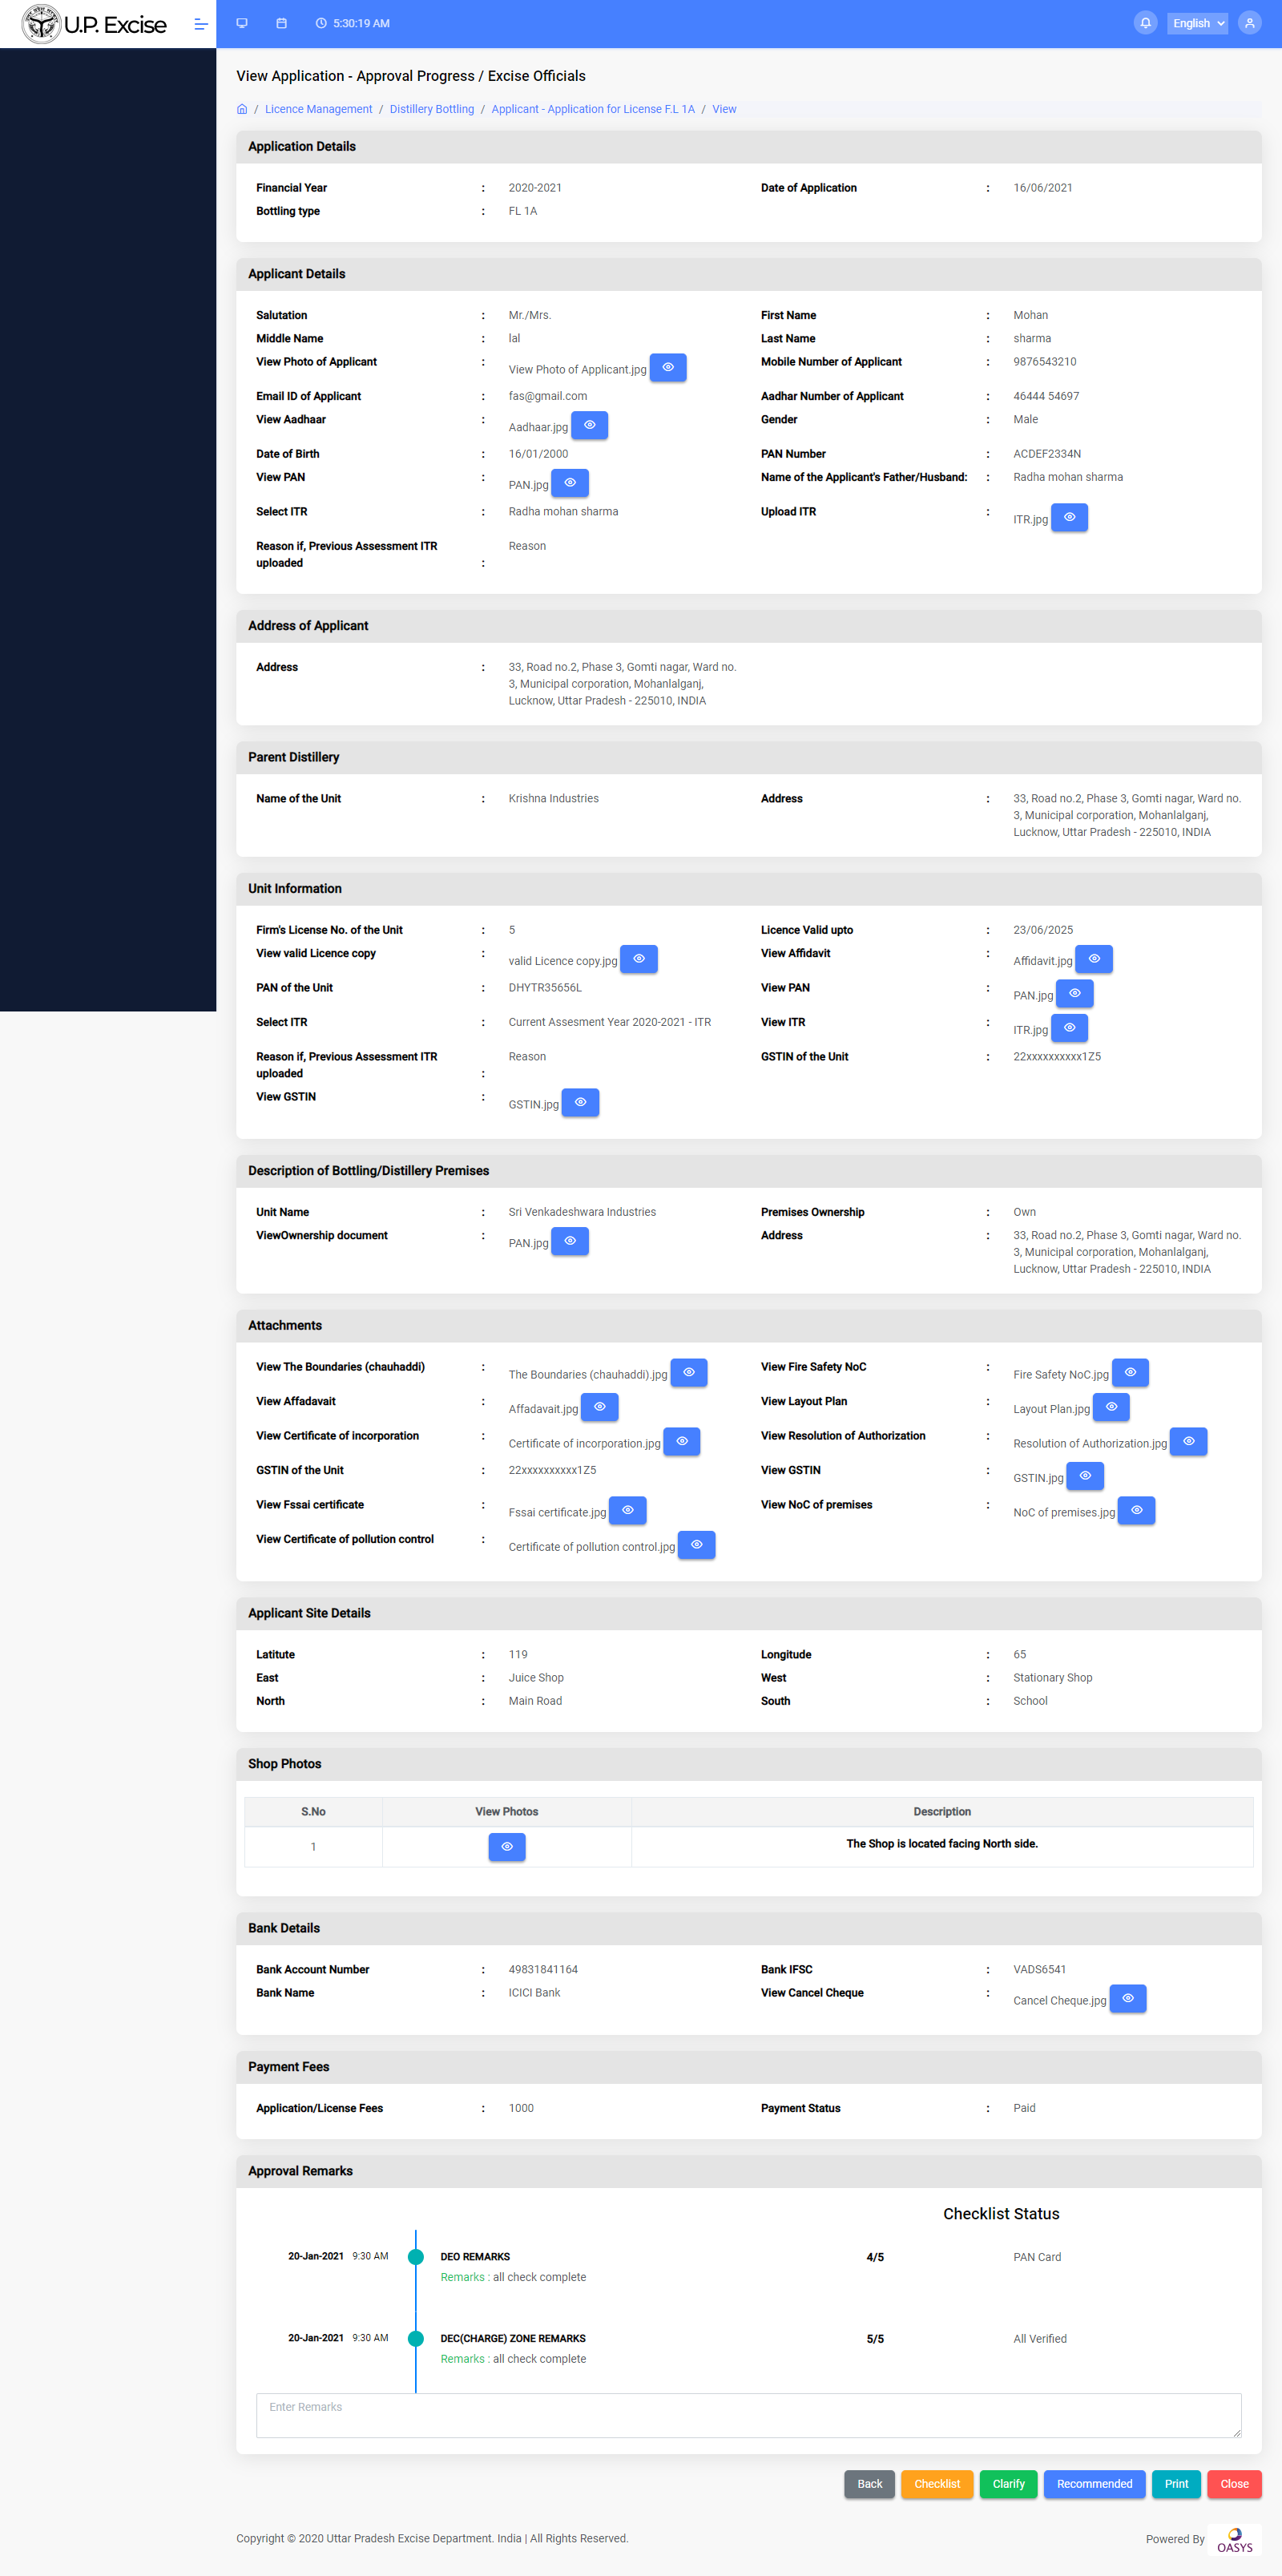 U.P. Excise
5:30:19 AM
English
View Application - Approval Progress / Excise Officials
/ Licence Management / Distillery Bottling / Applicant - Application for License F.L 1A / View
Application Details
Financial Year : 2020-2021 Date of Application : 16/06/2021
Bottling type : FL 1A
Applicant Details
Salutation : Mr./Mrs. First Name : Mohan
Middle Name : lal Last Name : sharma
View Photo of Applicant : View Photo of Applicant.jpg Mobile Number of Applicant : 9876543210
Email ID of Applicant : fas@gmail.com Aadhar Number of Applicant : 46444 54697
View Aadhaar : Aadhaar.jpg Gender : Male
Date of Birth : 16/01/2000 PAN Number : ACDEF2334N
View PAN : PAN.jpg Name of the Applicant's Father/Husband: : Radha mohan sharma
Select ITR : Radha mohan sharma Upload ITR : ITR.jpg
Reason if, Previous Assessment ITR Reason
uploaded :
Address of Applicant
Address : 33, Road no.2, Phase 3, Gomti nagar, Ward no.
3, Municipal corporation, Mohanlalganj,
Lucknow, Uttar Pradesh - 225010, INDIA
Parent Distillery
Name of the Unit : Krishna Industries Address : 33, Road no.2, Phase 3, Gomti nagar, Ward no.
3, Municipal corporation, Mohanlalganj,
Lucknow, Uttar Pradesh - 225010, INDIA
Unit Information
Firm's License No. of the Unit : 5 Licence Valid upto : 23/06/2025
View valid Licence copy : valid Licence copy.jpg View Affidavit : Affidavit.jpg
PAN of the Unit : DHYTR35656L View PAN : PAN.jpg
Select ITR : Current Assesment Year 2020-2021 - ITR View ITR : ITR.jpg
Reason if, Previous Assessment ITR Reason GSTIN of the Unit : 22xxxxxxxxxx1Z5
uploaded :
View GSTIN : GSTIN.jpg
Description of Bottling/Distillery Premises
Unit Name : Sri Venkadeshwara Industries Premises Ownership : Own
ViewOwnership document : PAN.jpg Address : 33, Road no.2, Phase 3, Gomti nagar, Ward no.
3, Municipal corporation, Mohanlalganj,
Lucknow, Uttar Pradesh - 225010, INDIA
Attachments
View The Boundaries (chauhaddi) : The Boundaries (chauhaddi).jpg View Fire Safety NoC : Fire Safety NoC.jpg
View Affadavait : Affadavait.jpg View Layout Plan : Layout Plan.jpg
View Certificate of incorporation : Certificate of incorporation.jpg View Resolution of Authorization : Resolution of Authorization.jpg
GSTIN of the Unit : 22xxxxxxxxxx1Z5 View GSTIN : GSTIN.jpg
View Fssai certificate : Fssai certificate.jpg View NoC of premises : NoC of premises.jpg
View Certificate of pollution control : Certificate of pollution control.jpg
Applicant Site Details
Latitute : 119 Longitude : 65
East : Juice Shop West : Stationary Shop
North : Main Road South : School
Shop Photos
S.No View Photos Description
1 The Shop is located facing North side.
Bank Details
Bank Account Number : 49831841164 Bank IFSC : VADS6541
Bank Name : ICICI Bank View Cancel Cheque : Cancel Cheque.jpg
Payment Fees
Application/License Fees : 1000 Payment Status : Paid
Approval Remarks
Checklist Status
20-Jan-2021 9:30 AM DEO REMARKS 4/5 PAN Card
Remarks : all check complete
20-Jan-2021 9:30 AM DEC(CHARGE) ZONE REMARKS 5/5 All Verified
Remarks : all check complete
Enter Remarks
Back Checklist Clarify Recommended Print Close
Copyright © 2020 Uttar Pradesh Excise Department. India | All Rights Reserved. Powered By OASYS